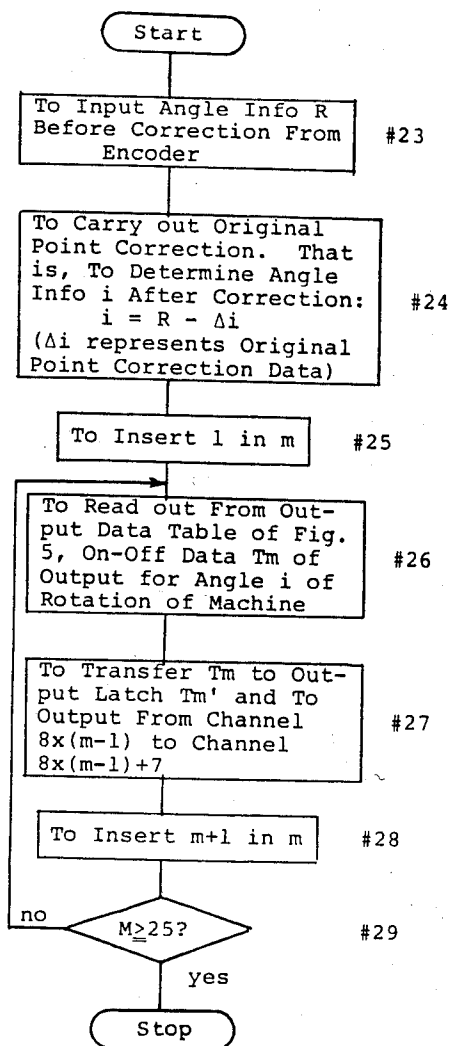 Start
To Input Angle Info R
Before Correction From
Encoder
#23
To Carry out Original
Point Correction. That
is, To Determine Angle
Info i After Correction:
i = R - Δi
(Δi represents Original
Point Correction Data)
#24
To Insert 1 in m
#25
To Read out From Out-
put Data Table of Fig.
5, On-Off Data Tm of
Output for Angle i of
Rotation of Machine
#26
To Transfer Tm to Out-
put Latch Tm' and To
Output From Channel
8x(m-1) to Channel
8x(m-1)+7
#27
To Insert m+1 in m
#28
no
M≧25?
#29
yes
Stop